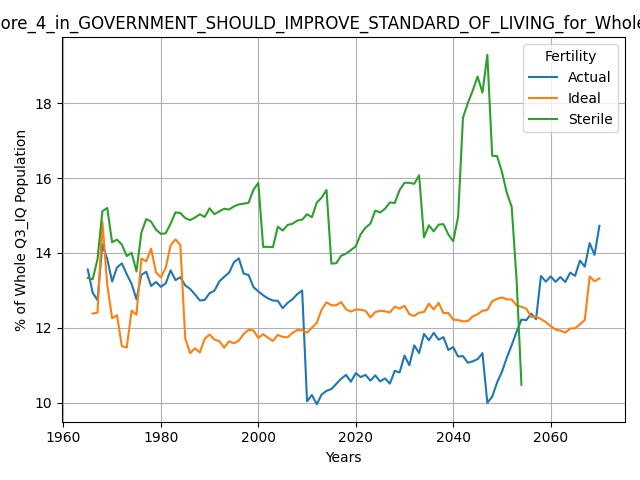 ore_4_in_GOVERNMENT_SHOULD_IMPROVE_STANDARD_OF_LIVING_for_Whole
Fertility
Actual
Ideal
Sterile
% of Whole Q3_IQ Population
18
16
14
12
10
1960
1980
2000
2020
2040
2060
Years